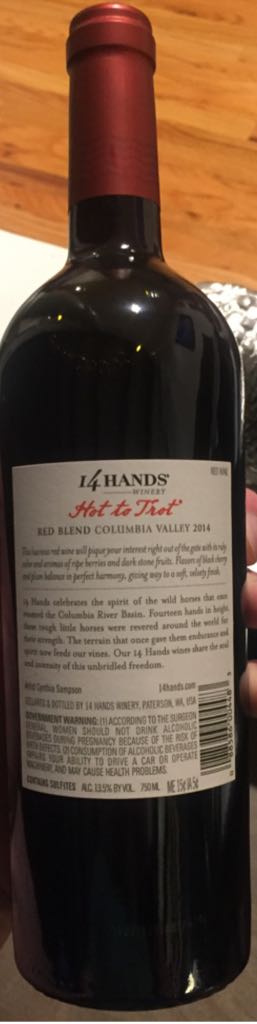 14 HANDS®
WINERY
RED WINE
Hot to Trot®
RED BLEND COLUMBIA VALLEY 2014
This luscious red wine will pique your interest right out of the gate with its ruby
color and aromas of ripe berries and dark stone fruits. Flavors of black cherry
and plum balance in perfect harmony, giving way to a soft, velvety finish.
14 Hands celebrates the spirit of the wild horses that once
roamed the Columbia River Basin. Fourteen hands in height,
these tough little horses were revered around the world for
their strength. The terrain that once gave them endurance and
spirit now feeds our vines. Our 14 Hands wines share the soul
and intensity of this unbridled freedom.
Artist Cynthia Sampson 14hands.com
CELLARED & BOTTLED BY 14 HANDS WINERY, PATERSON, WA, USA
GOVERNMENT WARNING: (1) ACCORDING TO THE SURGEON
GENERAL, WOMEN SHOULD NOT DRINK ALCOHOLIC
BEVERAGES DURING PREGNANCY BECAUSE OF THE RISK OF
BIRTH DEFECTS. (2) CONSUMPTION OF ALCOHOLIC BEVERAGES
IMPAIRS YOUR ABILITY TO DRIVE A CAR OR OPERATE
MACHINERY, AND MAY CAUSE HEALTH PROBLEMS.
CONTAINS SULFITES ALC. 13.5% BY VOL. 750 ML ME 15¢ IA 5¢